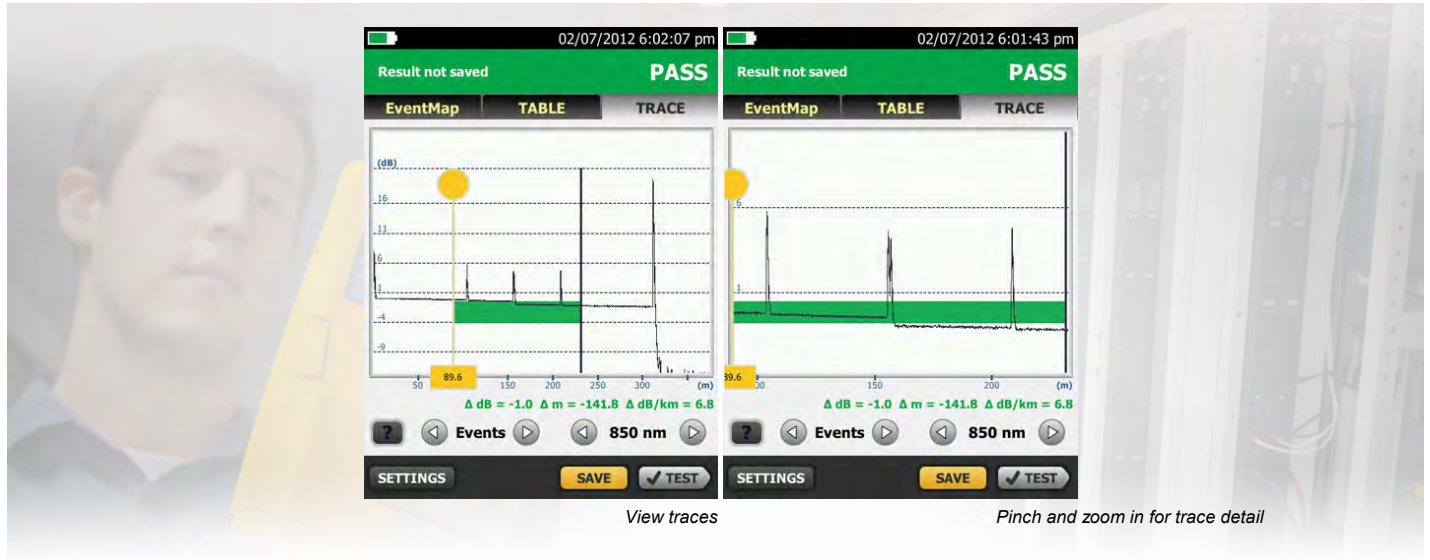 02/07/2012 6:02:07 pm
Result not saved PASS
EventMap TABLE TRACE
(dB)
16
11
6
1
-4
-9
50 89.6 150 200 250 300 (m)
Δ dB = -1.0 Δ m = -141.8 Δ dB/km = 6.8
? Events 850 nm
SETTINGS SAVE TEST
View traces
02/07/2012 6:01:43 pm
Result not saved PASS
EventMap TABLE TRACE
6
1
89.6 150 200 (m)
Δ dB = -1.0 Δ m = -141.8 Δ dB/km = 6.8
? Events 850 nm
SETTINGS SAVE TEST
Pinch and zoom in for trace detail